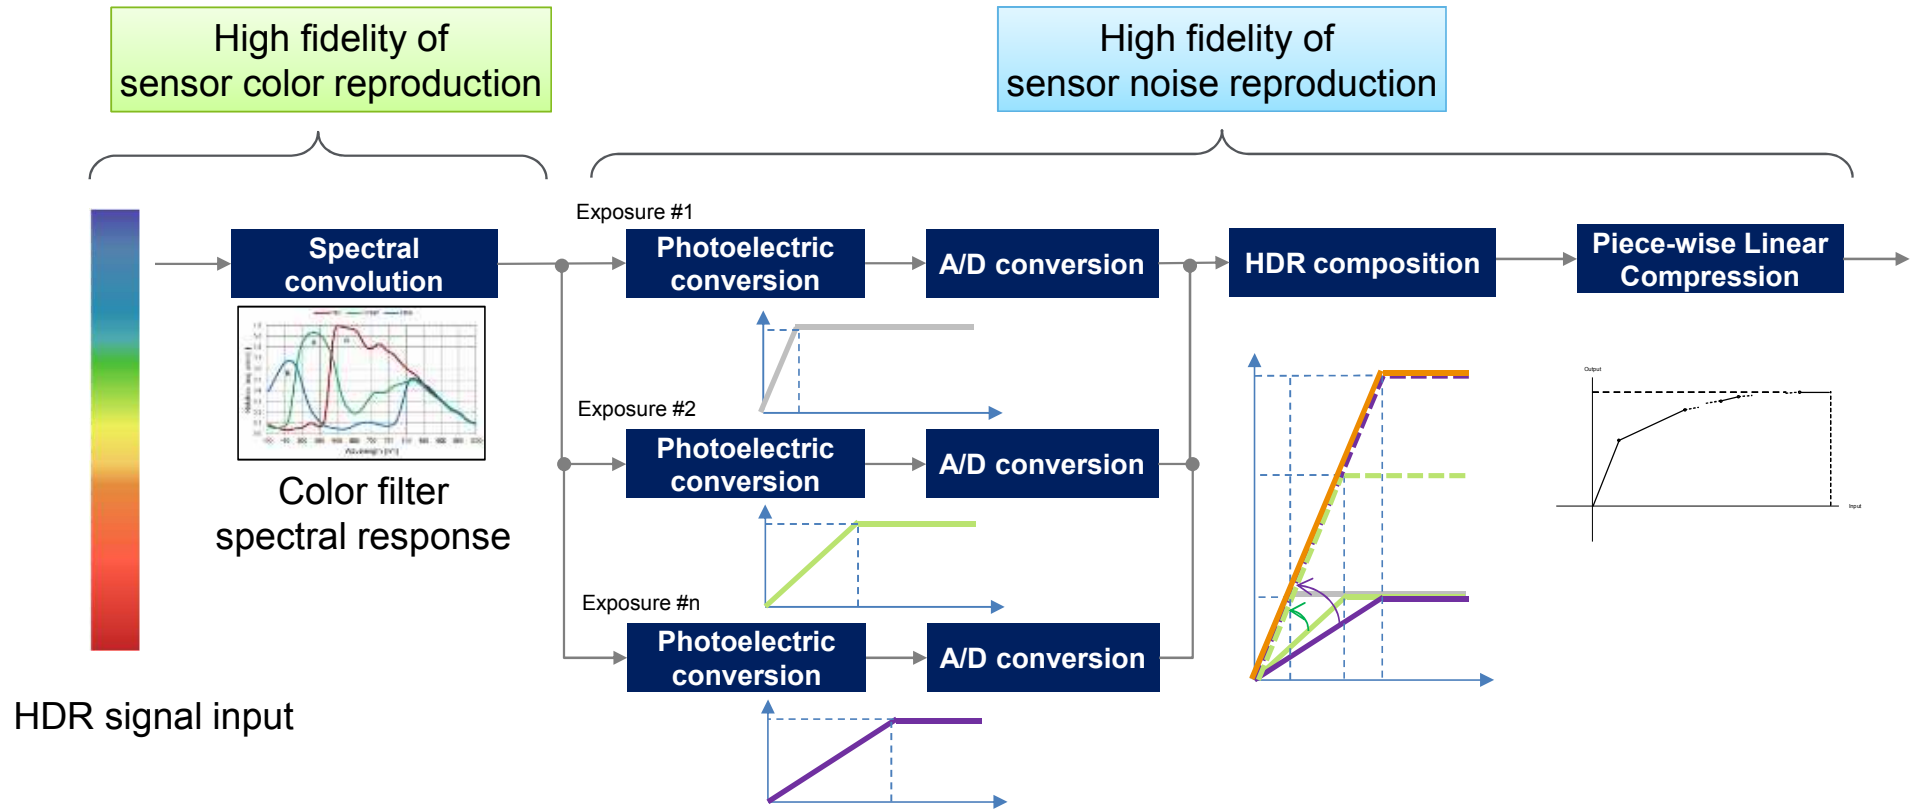 High fidelity of
sensor color reproduction
High fidelity of
sensor noise reproduction
Exposure #1
Spectral
convolution
Photoelectric
conversion
A/D conversion
HDR composition
Piece-wise Linear
Compression
Exposure #2
Photoelectric
conversion
A/D conversion
Output
Input
Color filter
spectral response
Exposure #n
Photoelectric
conversion
A/D conversion
HDR signal input